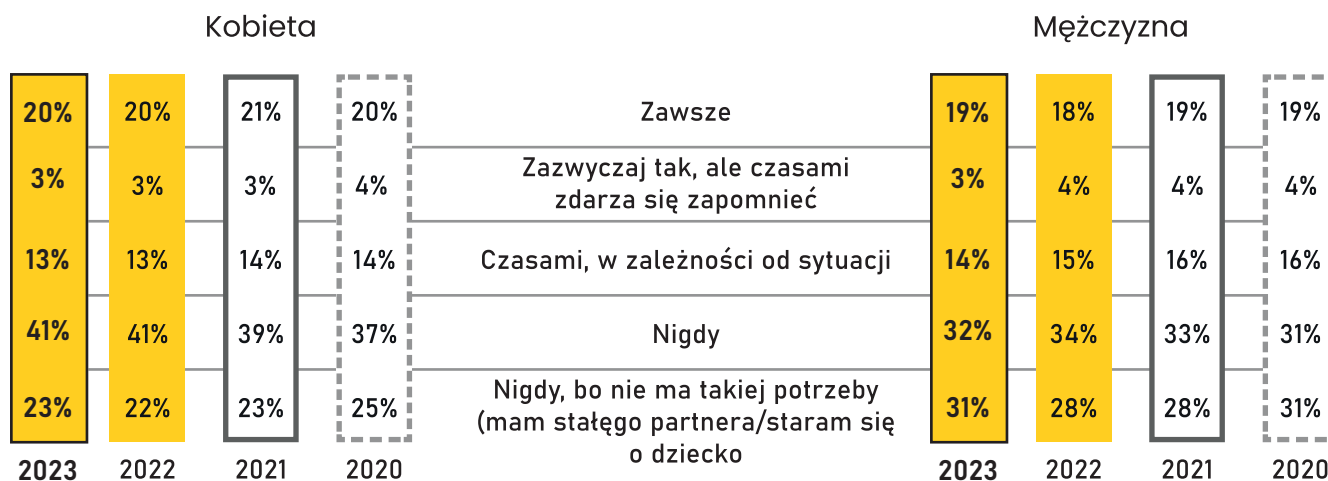 Kobieta Mężczyzna
20% 20% 21% 20% Zawsze 19% 18% 19% 19%
Zazwyczaj tak, ale czasami
3% 3% 3% 4% zdarza się zapomnieć 3% 4% 4% 4%
13% 13% 14% 14% Czasami, w zależności od sytuacji 14% 15% 16% 16%
41% 41% 39% 37% Nigdy 32% 34% 33% 31%
Nigdy, bo nie ma takiej potrzeby
23% 22% 23% 25% (mam stałęgo partnera/staram się 31% 28% 28% 31%
o dziecko
2023 2022 2021 2020 2023 2022 2021 2020